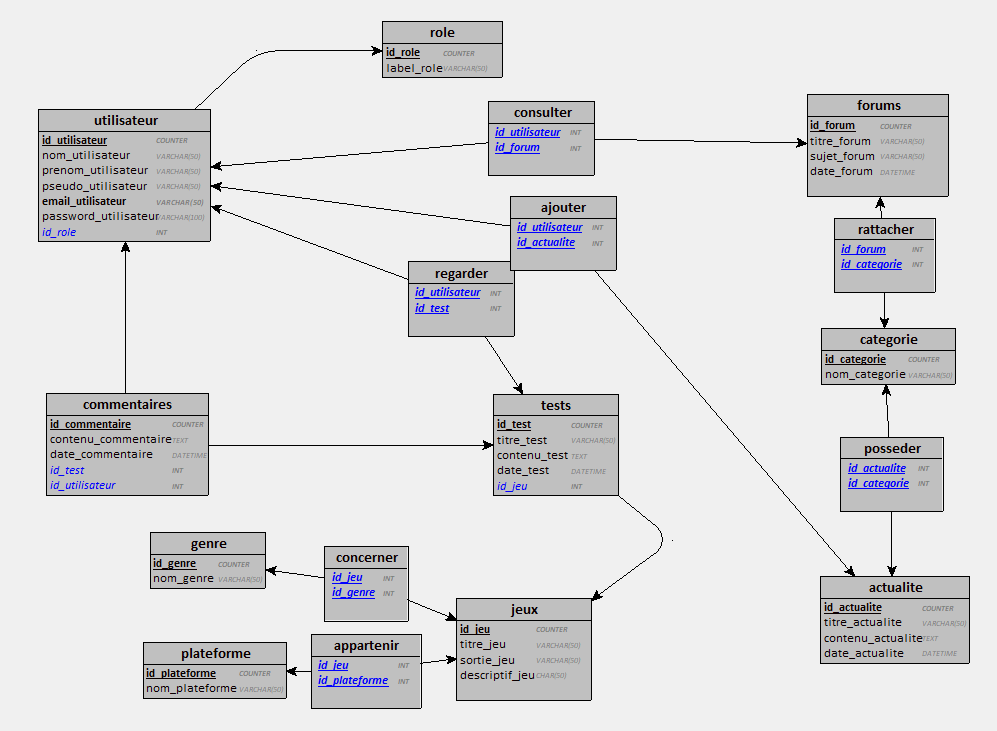 role
id_role COUNTER
label_role VARCHAR(50)
utilisateur
id_utilisateur COUNTER
nom_utilisateur VARCHAR(50)
prenom_utilisateur VARCHAR(50)
pseudo_utilisateur VARCHAR(50)
email_utilisateur VARCHAR(50)
password_utilisateur VARCHAR(100)
id_role INT
consulter
id_utilisateur INT
id_forum INT
forums
id_forum COUNTER
titre_forum VARCHAR(50)
sujet_forum VARCHAR(50)
date_forum DATETIME
ajouter
id_utilisateur INT
id_actualite INT
rattacher
id_forum INT
id_categorie INT
regarder
id_utilisateur INT
id_test INT
categorie
id_categorie COUNTER
nom_categorie VARCHAR(50)
commentaires
id_commentaire COUNTER
contenu_commentaire TEXT
date_commentaire DATETIME
id_test INT
id_utilisateur INT
tests
id_test COUNTER
titre_test VARCHAR(50)
contenu_test TEXT
date_test DATETIME
id_jeu INT
posseder
id_actualite INT
id_categorie INT
genre
id_genre COUNTER
nom_genre VARCHAR(50)
concerner
id_jeu INT
id_genre INT
actualite
id_actualite COUNTER
titre_actualite VARCHAR(50)
contenu_actualite TEXT
date_actualite DATETIME
jeux
id_jeu COUNTER
titre_jeu VARCHAR(50)
sortie_jeu VARCHAR(50)
descriptif_jeu CHAR(50)
plateforme
id_plateforme COUNTER
nom_plateforme VARCHAR(50)
appartenir
id_jeu INT
id_plateforme INT